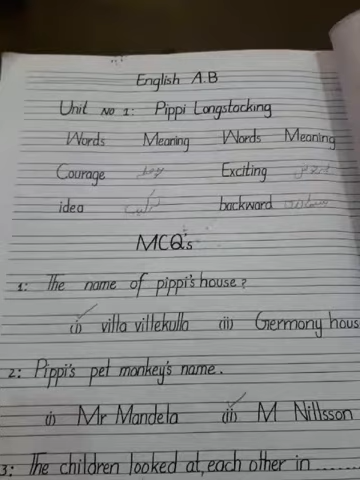 English A.B
Unit No 1: Pippi Longstocking
Words Meaning Words Meaning
Courage Exciting
idea ترکیب backward
MCQ's
1: The name of pippi's house?
(i) villa villekulla (ii) Germony hous
2: Pippi's pet monkey's name.
(i) Mr Mandela (ii) M Nillsson
3: The children looked at, each other in ......